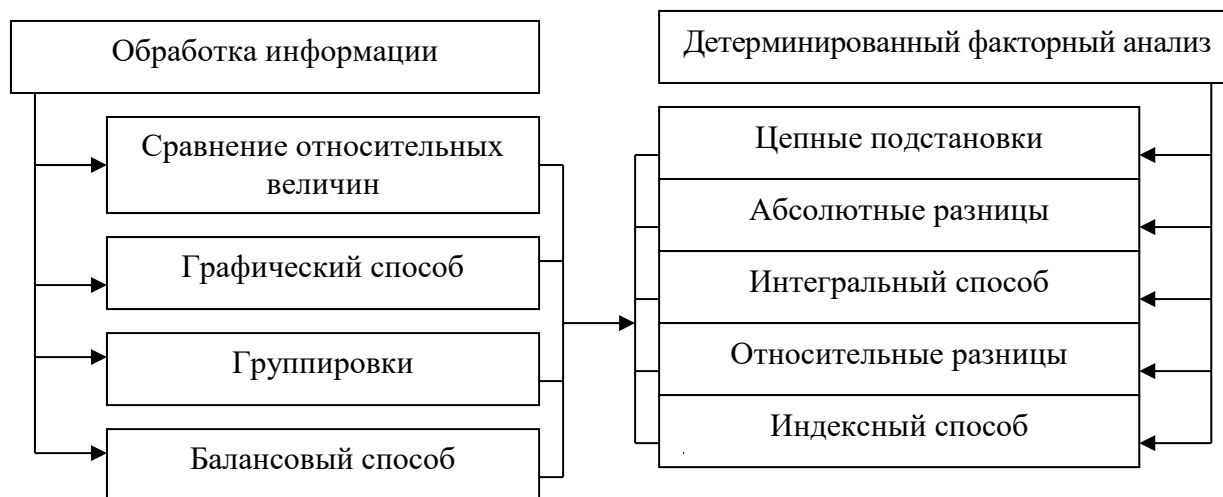 Обработка информации
Сравнение относительных
величин
Графический способ
Группировки
Балансовый способ
Детерминированный факторный анализ
Цепные подстановки
Абсолютные разницы
Интегральный способ
Относительные разницы
Индексный способ